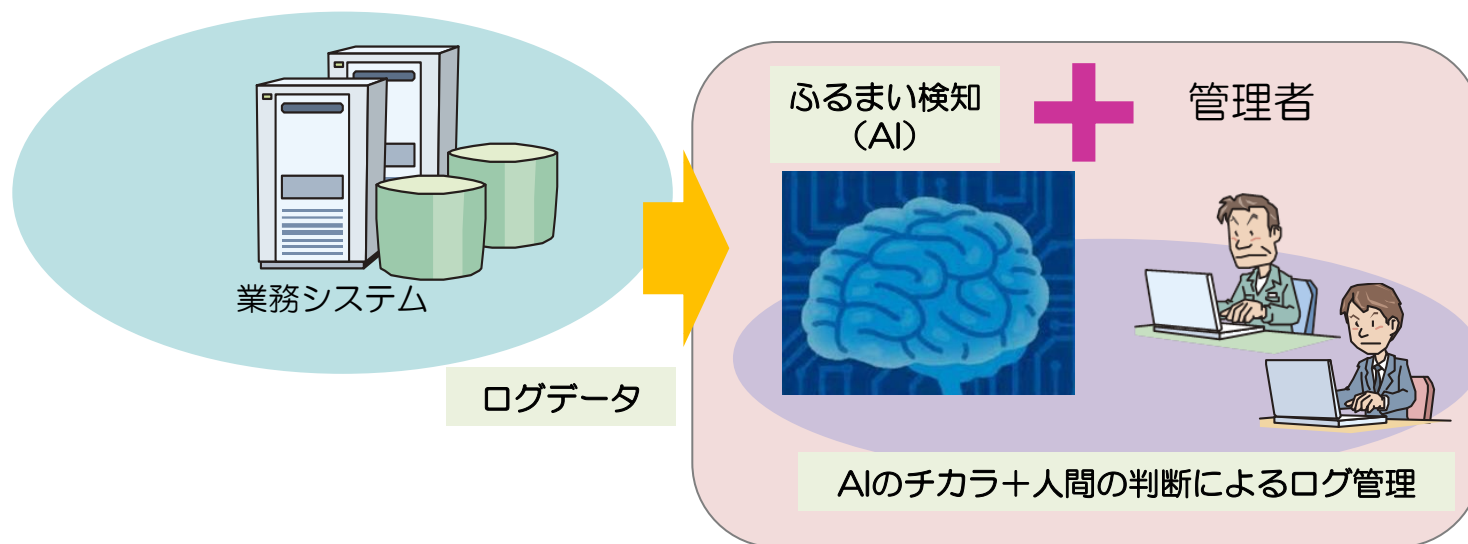 業務システム
ログデータ
ふるまい検知
（AI）
管理者
AIのチカラ＋人間の判断によるログ管理